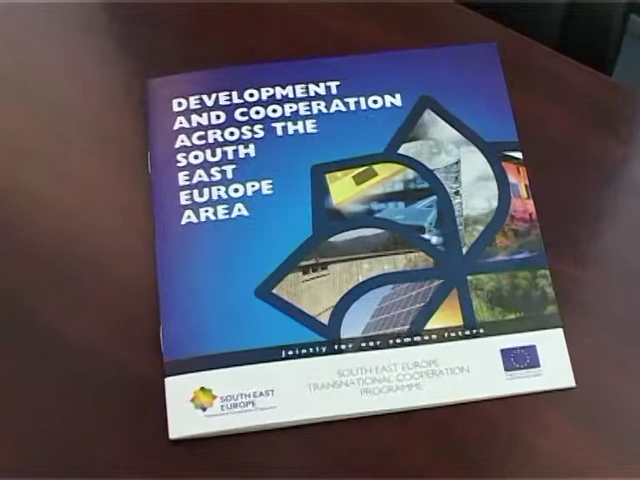 DEVELOPMENT
AND COOPERATION
ACROSS THE
SOUTH
EAST
EUROPE
AREA
Jointly for our common future
SOUTH EAST
EUROPE
SOUTH EAST EUROPE
TRANSNATIONAL COOPERATION
PROGRAMME